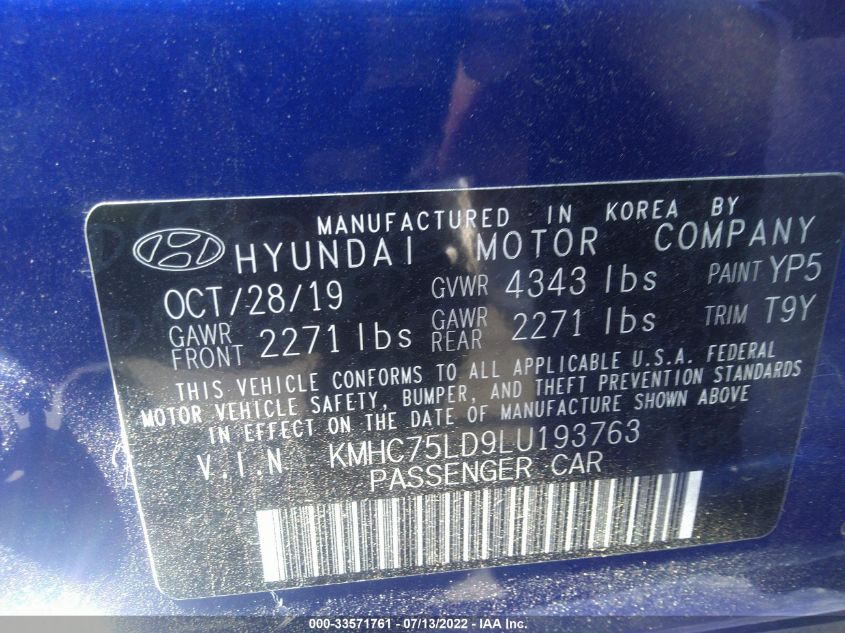 MANUFACTURED IN KOREA BY
HYUNDAI MOTOR COMPANY
OCT/28/19 GVWR 4343 lbs PAINT YP5
GAWR FRONT 2271 lbs GAWR REAR 2271 lbs TRIM T9Y
THIS VEHICLE CONFORMS TO ALL APPLICABLE U.S.A. FEDERAL
MOTOR VEHICLE SAFETY, BUMPER, AND THEFT PREVENTION STANDARDS
IN EFFECT ON THE DATE OF MANUFACTURE SHOWN ABOVE
V.I.N. KMHC75LD9LU193763
PASSENGER CAR
000-33571761 - 07/13/2022 - IAA Inc.